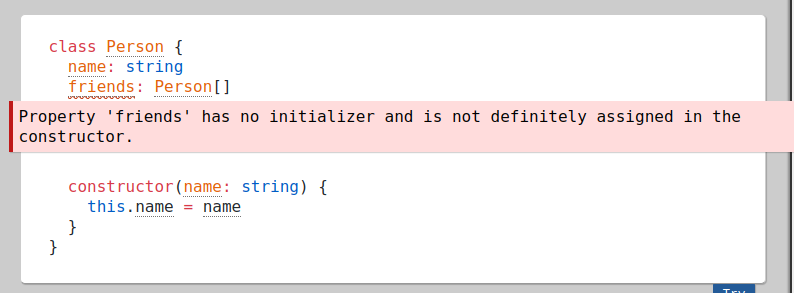 class Person {
name: string
friends: Person[]
Property 'friends' has no initializer and is not definitely assigned in the
constructor.
constructor(name: string) {
this.name = name
}
}
Try